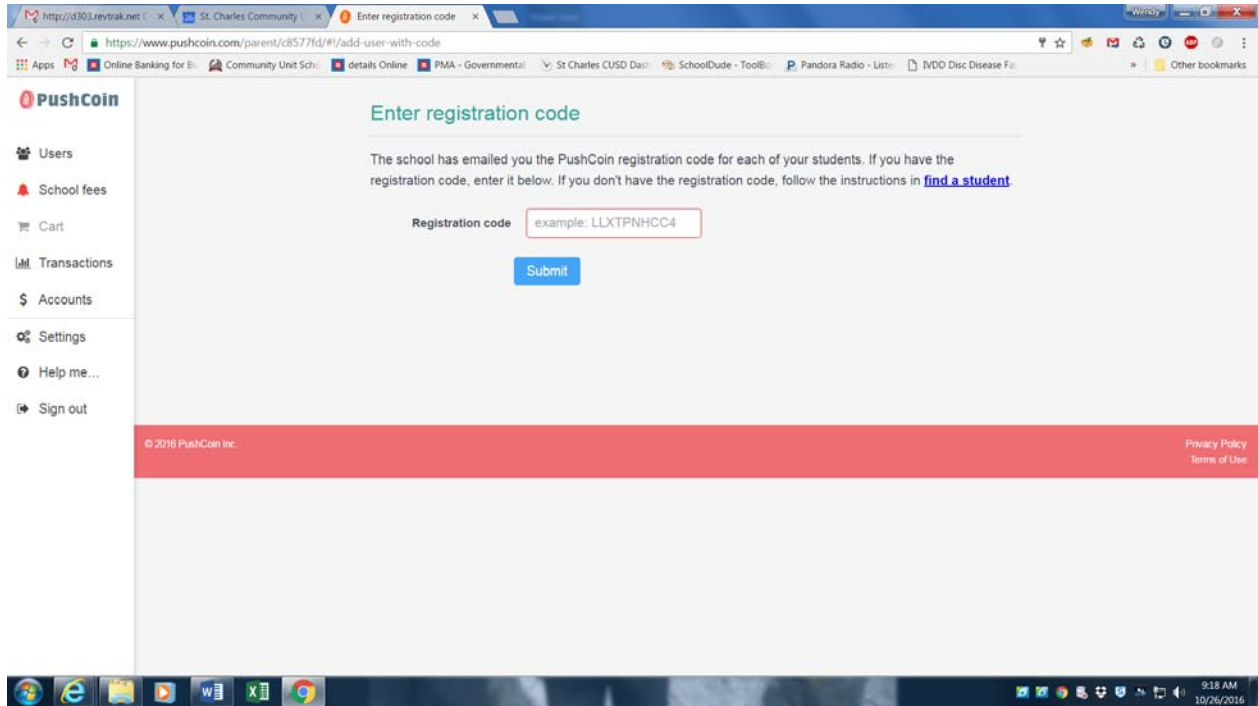 http://d303.revtrak.net
St. Charles Community
Enter registration code
Wendy
https://www.pushcoin.com/parent/c8577fd/#!/add-user-with-code
Apps
Online Banking for
Community Unit Sch
details Online
PMA - Governmental
St Charles CUSD Das
SchoolDude - ToolBo
Pandora Radio - Liste
IVDD Disc Disease Fa
»
Other bookmarks
PushCoin
Users
School fees
Cart
Transactions
$ Accounts
Settings
Help me...
Sign out
Enter registration code
The school has emailed you the PushCoin registration code for each of your students. If you have the
registration code, enter it below. If you don't have the registration code, follow the instructions in find a student.
Registration code
example: LLXTPNHCC4
Submit
© 2016 PushCoin Inc.
Privacy Policy
Terms of Use
9:18 AM
10/26/2016